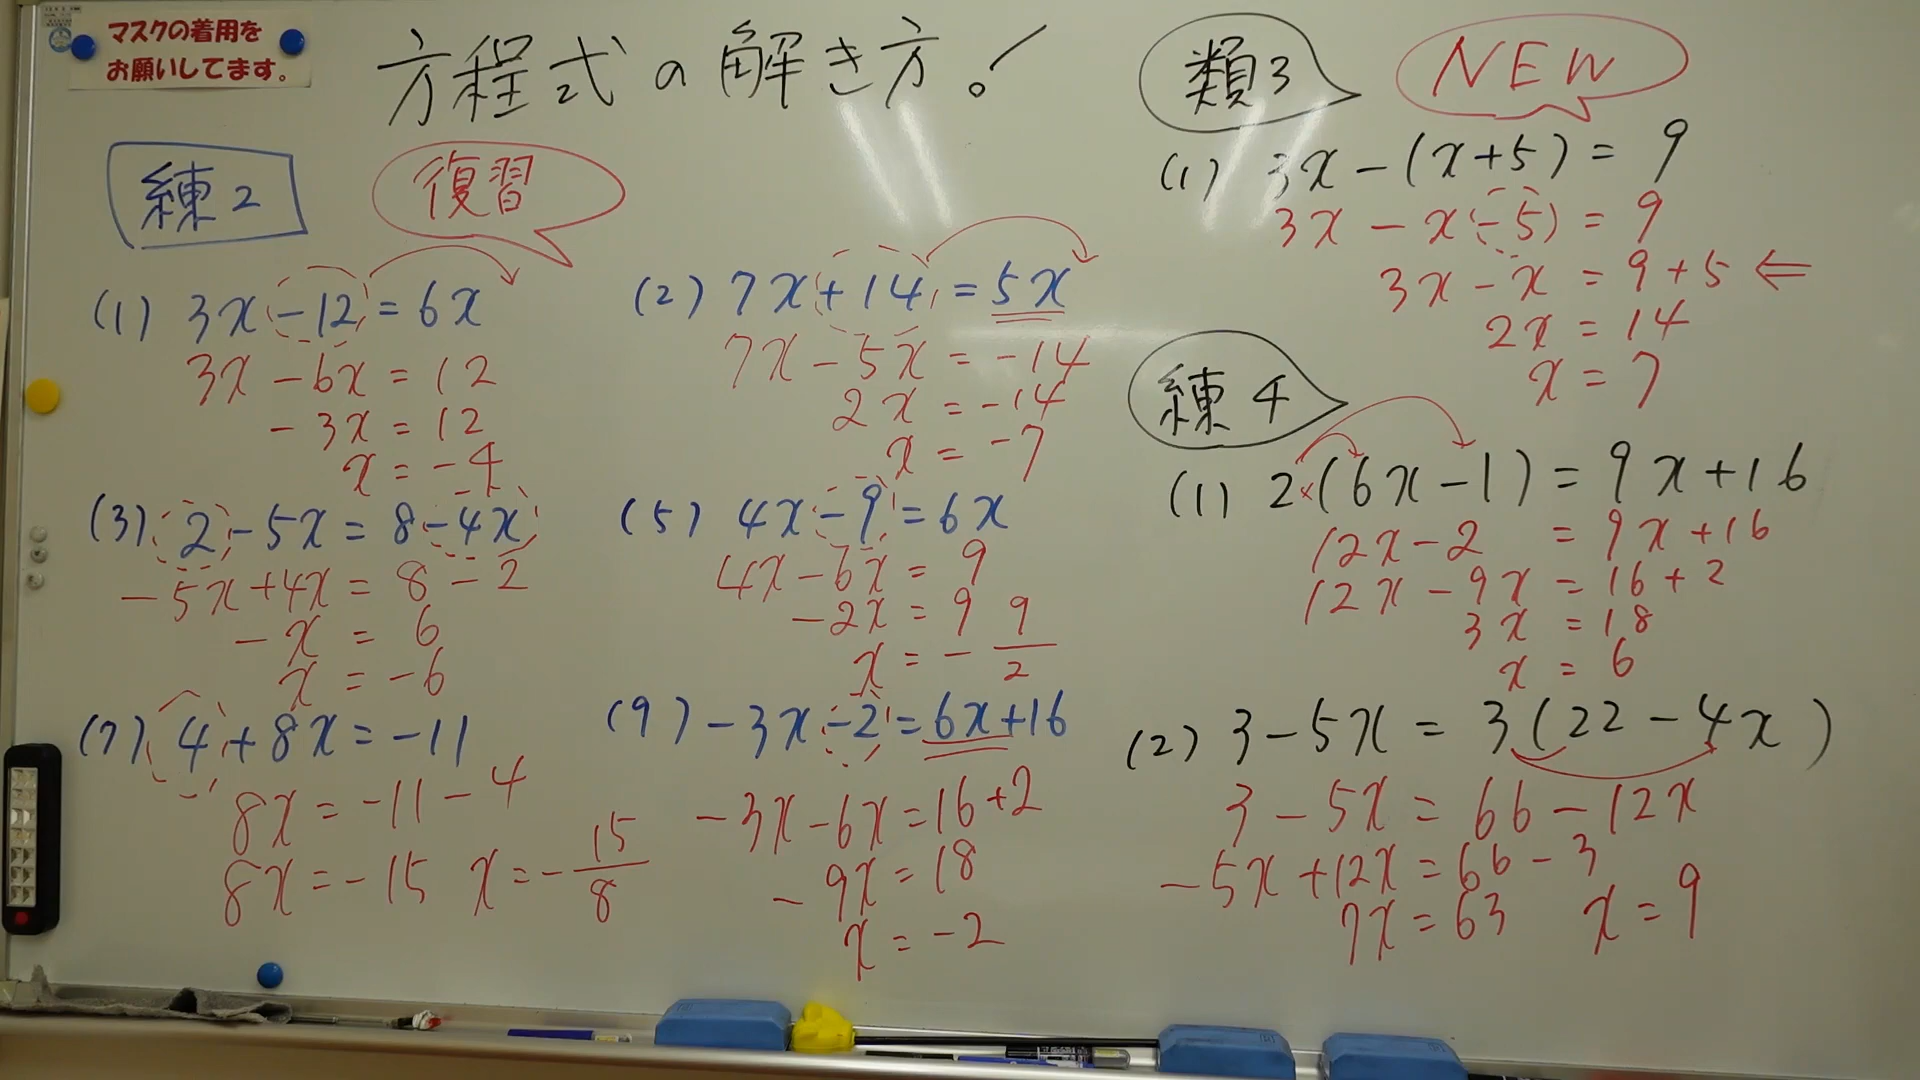 マスクの着用を
お願いしてます。
方程式の解き方!
練2
復習
(1) 3x-12=6x
3x-6x=12
-3x=12
x=-4
(2) 7x+14=5x
7x-5x=-14
2x=-14
x=-7
(3) 2-5x=8-4x
-5x+4x=8-2
-x=6
x=-6
(5) 4x-9=6x
4x-6x=9
-2x=9
x=-9/2
(7) 4+8x=-11
8x=-11-4
8x=-15 x=-15/8
(9) -3x-2=6x+16
-3x-6x=16+2
-9x=18
x=-2
類3
NEW
(1) 3x-(x+5)=9
3x-x-5)=9
3x-x=9+5 ⇐
2x=14
x=7
練4
(1) 2×(6x-1)=9x+16
12x-2=9x+16
12x-9x=16+2
3x=18
x=6
(2) 3-5x=3(22-4x)
3-5x=66-12x
-5x+12x=66-3
7x=63 x=9